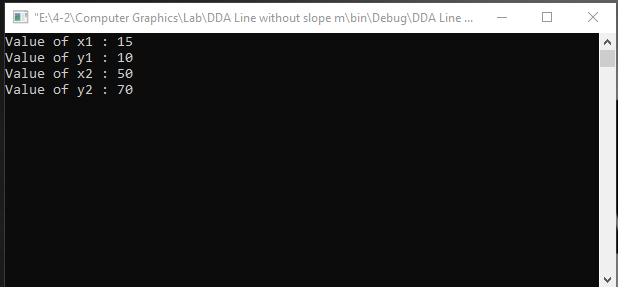 "E:\4-2\Computer Graphics\Lab\DDA Line without slope m\bin\Debug\DDA Line ...
Value of x1 : 15
Value of y1 : 10
Value of x2 : 50
Value of y2 : 70